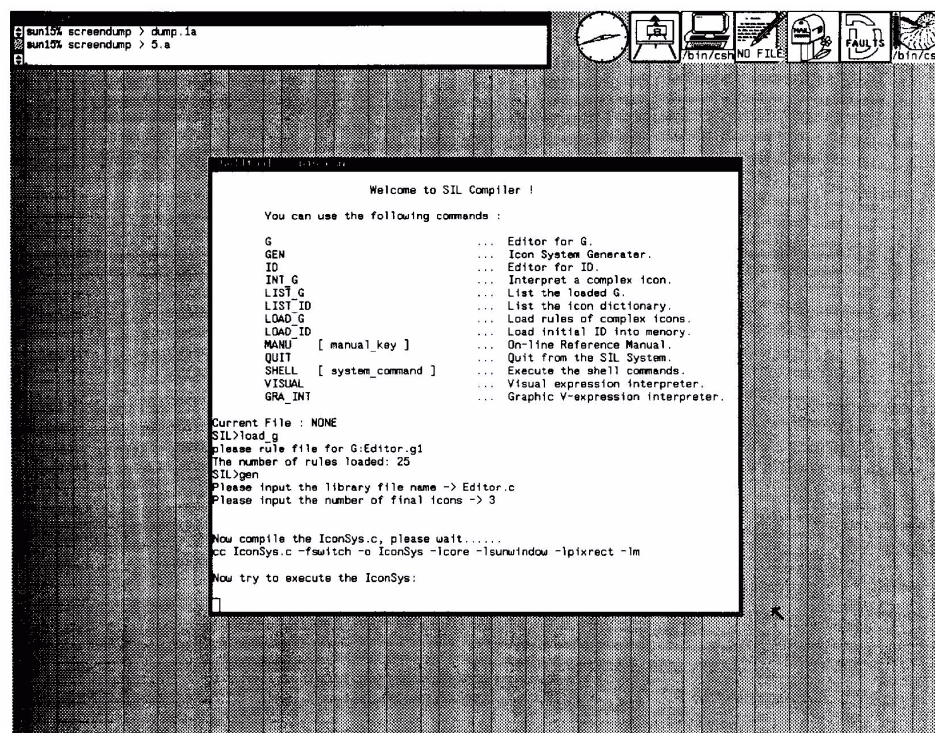 sun15% screendump > dump.1a
sun15% screendump > 5.a
/bin/csh
NO FILE
MAIL
FAULTS
/bin/cs
Welcome to SIL Compiler !
You can use the following commands :
G ... Editor for G.
GEN ... Icon System Generater.
ID ... Editor for ID.
INT_G ... Interpret a complex icon.
LIST_G ... List the loaded G.
LIST_ID ... List the icon dictionary.
LOAD_G ... Load rules of complex icons.
LOAD_ID ... Load initial ID into memory.
MANU [ manual_key ] ... On-line Reference Manual.
QUIT ... Quit from the SIL System.
SHELL [ system_command ] ... Execute the shell commands.
VISUAL ... Visual expression interpreter.
GRA_INT ... Graphic V-expression interpreter.
Current File : NONE
SIL>load_g
please rule file for G:Editor.g1
The number of rules loaded: 25
SIL>gen
Please input the library file name -> Editor.c
Please input the number of final icons -> 3
Now compile the IconSys.c, please wait......
cc IconSys.c -fswitch -o IconSys -lcore -lsunwindow -lpixrect -lm
Now try to execute the IconSys: